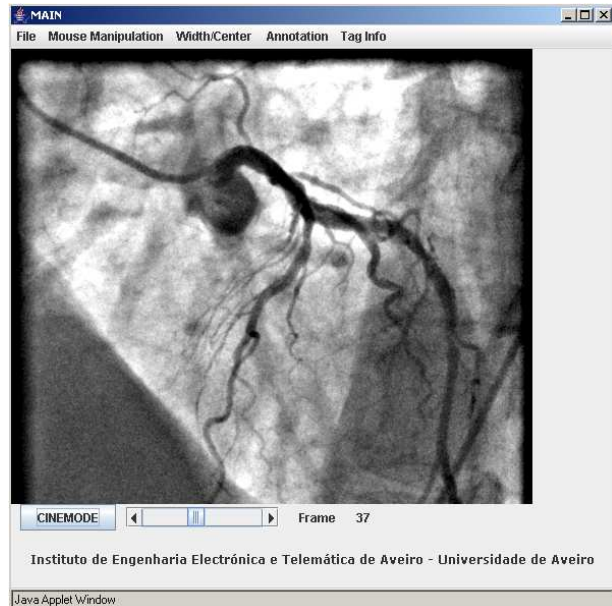 MAIN
File Mouse Manipulation Width/Center Annotation Tag Info
CINEMODE Frame 37
Instituto de Engenharia Electrónica e Telemática de Aveiro - Universidade de Aveiro
Java Applet Window